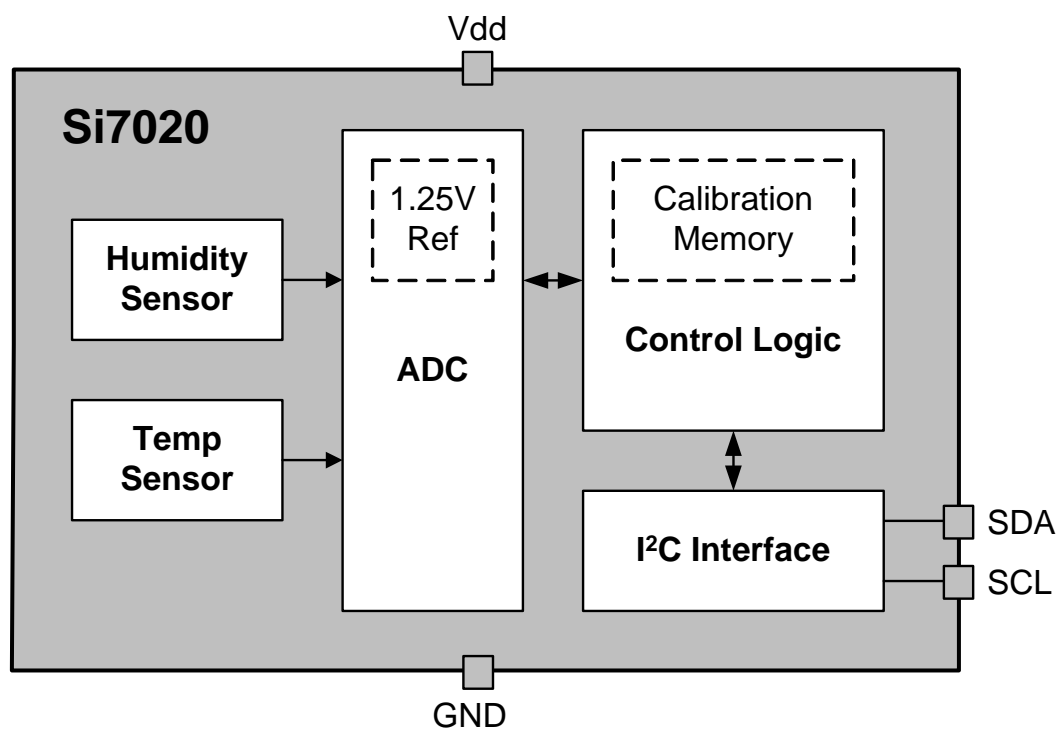 Vdd
Si7020
1.25V
Ref
Calibration
Memory
Humidity
Sensor
Control Logic
ADC
Temp
Sensor
I²C Interface
SDA
SCL
GND